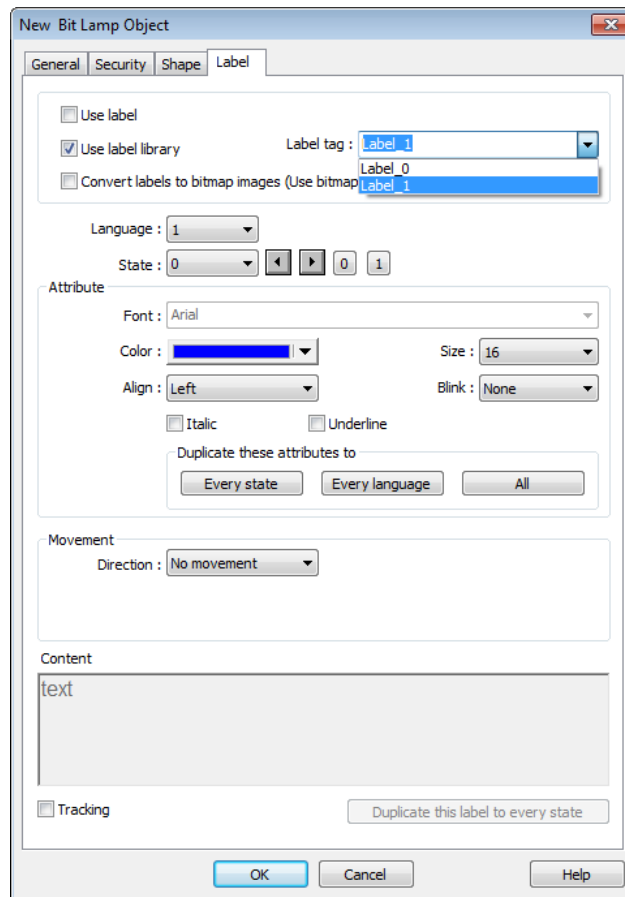 New Bit Lamp Object
General Security Shape Label
Use label
Use label library Label tag : Label_1
Label_0
Convert labels to bitmap images (Use bitmap Label_1
Language : 1
State : 0 0 1
Attribute
Font : Arial
Color : Size : 16
Align : Left Blink : None
Italic Underline
Duplicate these attributes to
Every state Every language All
Movement
Direction : No movement
Content
text
Tracking Duplicate this label to every state
OK Cancel Help